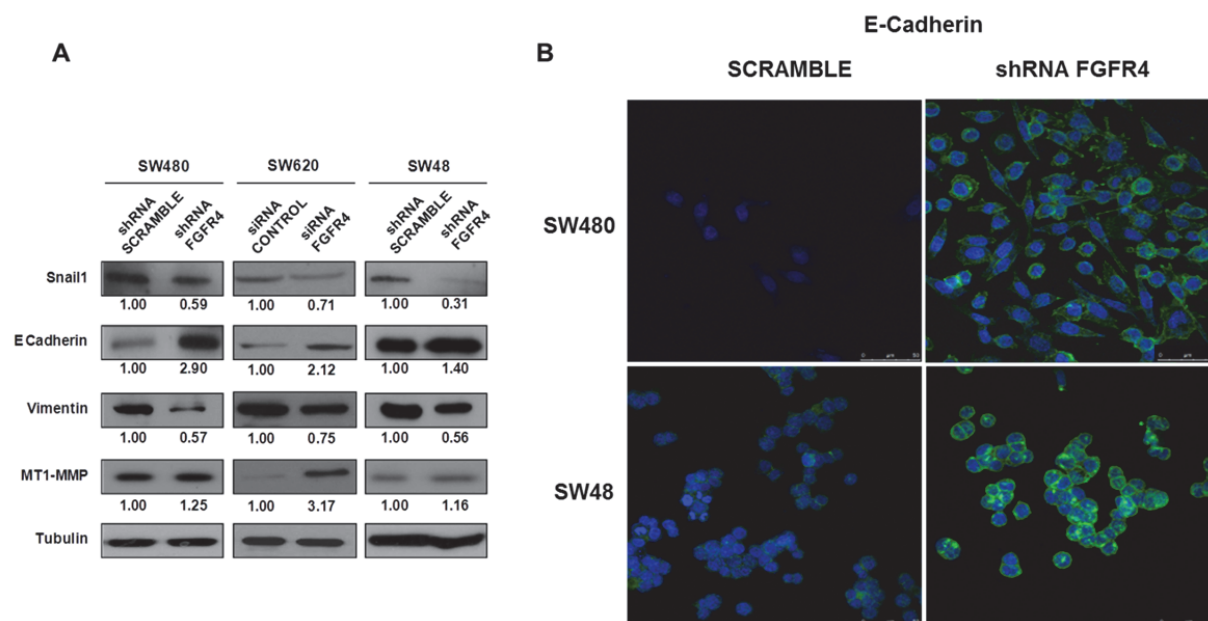 E-Cadherin
A
B
SCRAMBLE
shRNA FGFR4
SW480
SW620
SW48
shRNA
SCRAMBLE
shRNA
FGFR4
siRNA
CONTROL
siRNA
FGFR4
shRNA
SCRAMBLE
shRNA
FGFR4
Snail1
1.00 0.59 1.00 0.71 1.00 0.31
E Cadherin
1.00 2.90 1.00 2.12 1.00 1.40
Vimentin
1.00 0.57 1.00 0.75 1.00 0.56
MT1-MMP
1.00 1.25 1.00 3.17 1.00 1.16
Tubulin
SW480
SW48